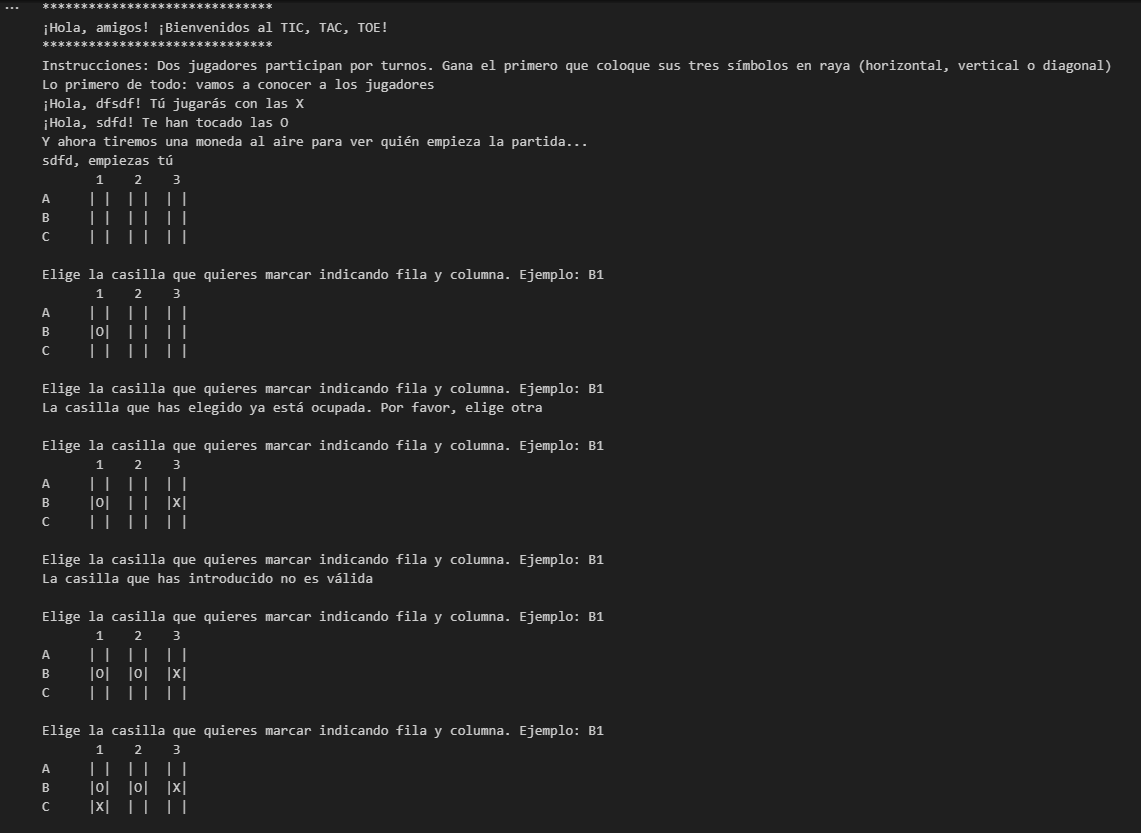 ...
******************************
¡Hola, amigos! ¡Bienvenidos al TIC, TAC, TOE!
******************************
Instrucciones: Dos jugadores participan por turnos. Gana el primero que coloque sus tres símbolos en raya (horizontal, vertical o diagonal)
Lo primero de todo: vamos a conocer a los jugadores
¡Hola, dfsdf! Tú jugarás con las X
¡Hola, sdfd! Te han tocado las O
Y ahora tiremos una moneda al aire para ver quién empieza la partida...
sdfd, empiezas tú
       1    2    3
A     | |  | |  | |
B     | |  | |  | |
C     | |  | |  | |

Elige la casilla que quieres marcar indicando fila y columna. Ejemplo: B1
       1    2    3
A     | |  | |  | |
B     |O|  | |  | |
C     | |  | |  | |

Elige la casilla que quieres marcar indicando fila y columna. Ejemplo: B1
La casilla que has elegido ya está ocupada. Por favor, elige otra

Elige la casilla que quieres marcar indicando fila y columna. Ejemplo: B1
       1    2    3
A     | |  | |  | |
B     |O|  | |  |X|
C     | |  | |  | |

Elige la casilla que quieres marcar indicando fila y columna. Ejemplo: B1
La casilla que has introducido no es válida

Elige la casilla que quieres marcar indicando fila y columna. Ejemplo: B1
       1    2    3
A     | |  | |  | |
B     |O|  |O|  |X|
C     | |  | |  | |

Elige la casilla que quieres marcar indicando fila y columna. Ejemplo: B1
       1    2    3
A     | |  | |  | |
B     |O|  |O|  |X|
C     |X|  | |  | |